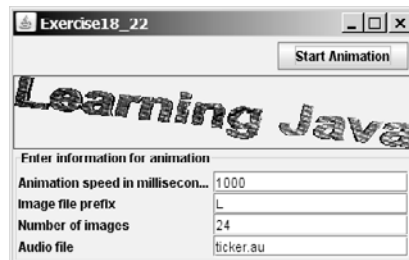 Exercise18_22
Start Animation
Learning Java
Enter information for animation
Animation speed in millisecon... 1000
Image file prefix L
Number of images 24
Audio file ticker.au